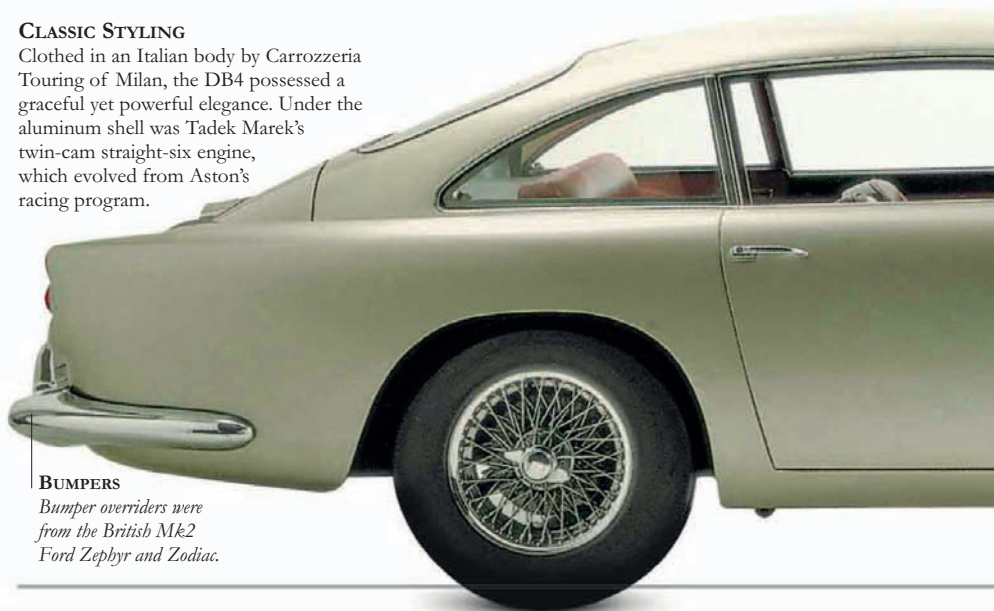 CLASSIC STYLING
Clothed in an Italian body by Carrozzeria
Touring of Milan, the DB4 possessed a
graceful yet powerful elegance. Under the
aluminum shell was Tadek Marek’s
twin-cam straight-six engine,
which evolved from Aston’s
racing program.
BUMPERS
Bumper overriders were
from the British Mk2
Ford Zephyr and Zodiac.